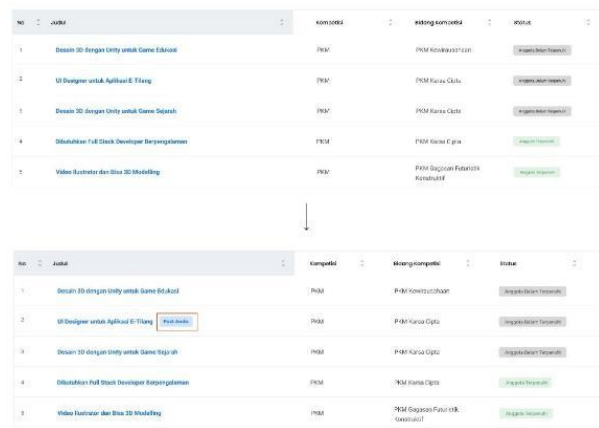 No Judul Kompetisi Bidang Kompetisi Status
1 Desain 3D dengan Unity untuk Game Edukasi PKM PKM Kewirausahaan Anggota Belum Terpenuhi
2 UI Designer untuk Aplikasi E-Tilang PKM PKM Karsa Cipta Anggota Belum Terpenuhi
3 Desain 3D dengan Unity untuk Game Sejarah PKM PKM Karsa Cipta Anggota Belum Terpenuhi
4 Dibutuhkan Full Stack Developer Berpengalaman PKM PKM Karsa Cipta Anggota Terpenuhi
5 Video Ilustrator dan Bisa 3D Modelling PKM PKM Gagasan Futuristik
Konstruktif Anggota Terpenuhi
No Judul Kompetisi Bidang Kompetisi Status
1 Desain 3D dengan Unity untuk Game Edukasi PKM PKM Kewirausahaan Anggota Belum Terpenuhi
2 UI Designer untuk Aplikasi E-Tilang Post Anda PKM PKM Karsa Cipta Anggota Belum Terpenuhi
3 Desain 3D dengan Unity untuk Game Sejarah PKM PKM Karsa Cipta Anggota Belum Terpenuhi
4 Dibutuhkan Full Stack Developer Berpengalaman PKM PKM Karsa Cipta Anggota Terpenuhi
5 Video Ilustrator dan Bisa 3D Modelling PKM PKM Gagasan Futuristik
Konstruktif Anggota Terpenuhi